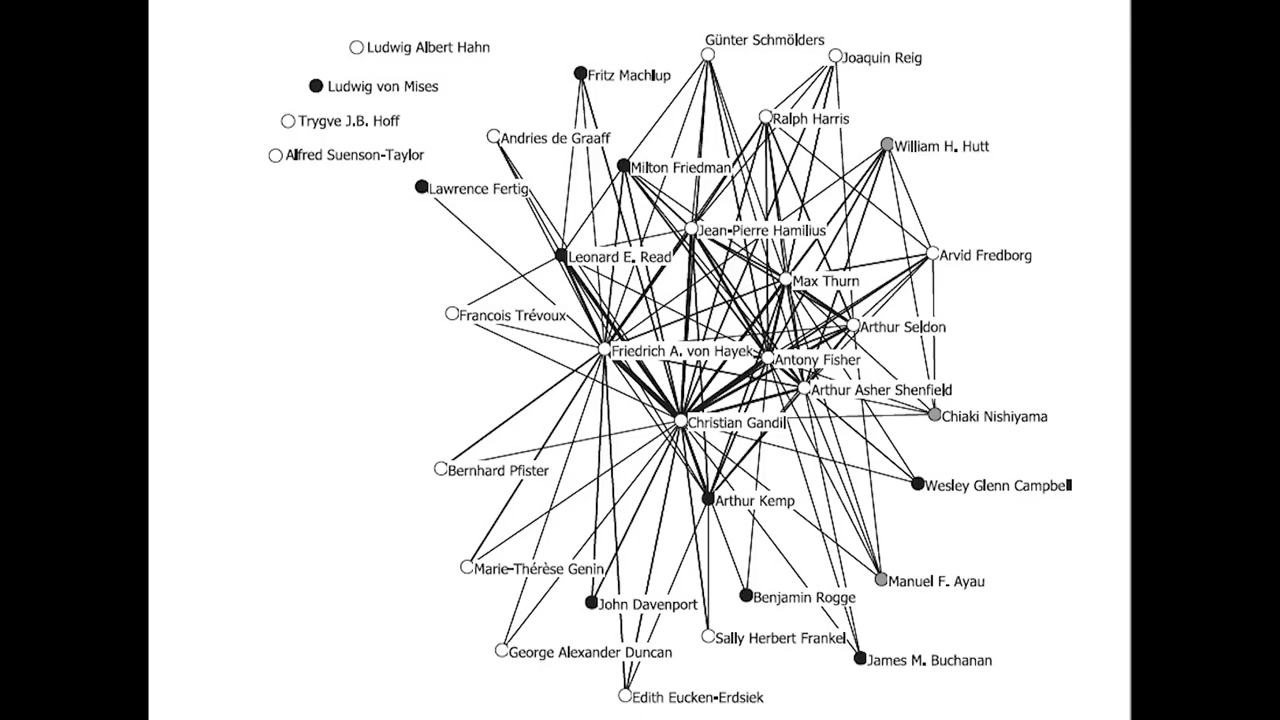 Günter Schmölders
Ludwig Albert Hahn
Joaquin Reig
Fritz Machlup
Ludwig von Mises
Ralph Harris
Trygve J.B. Hoff
Andries de Graaff
William H. Hutt
Alfred Suenson-Taylor
Milton Friedman
Lawrence Fertig
Jean-Pierre Hamilius
Leonard E. Read
Arvid Fredborg
Max Thurn
Francois Trévoux
Arthur Seldon
Friedrich A. von Hayek
Antony Fisher
Arthur Asher Shenfield
Chiaki Nishiyama
Christian Gandil
Bernhard Pfister
Wesley Glenn Campbell
Arthur Kemp
Marie-Thérèse Genin
Manuel F. Ayau
Benjamin Rogge
John Davenport
Sally Herbert Frankel
George Alexander Duncan
James M. Buchanan
Edith Eucken-Erdsiek